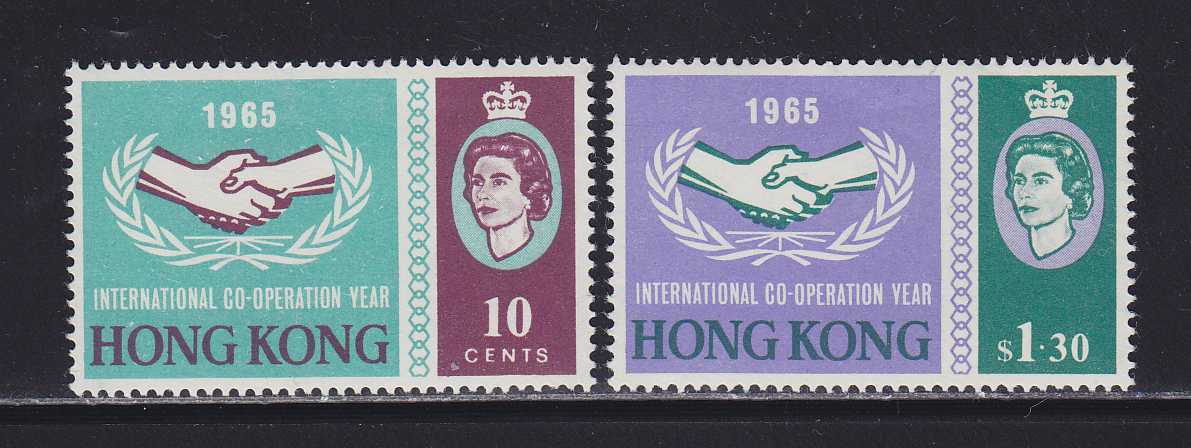 1965
INTERNATIONAL CO-OPERATION YEAR
HONG KONG
10
CENTS
1965
INTERNATIONAL CO-OPERATION YEAR
HONG KONG
$1·30